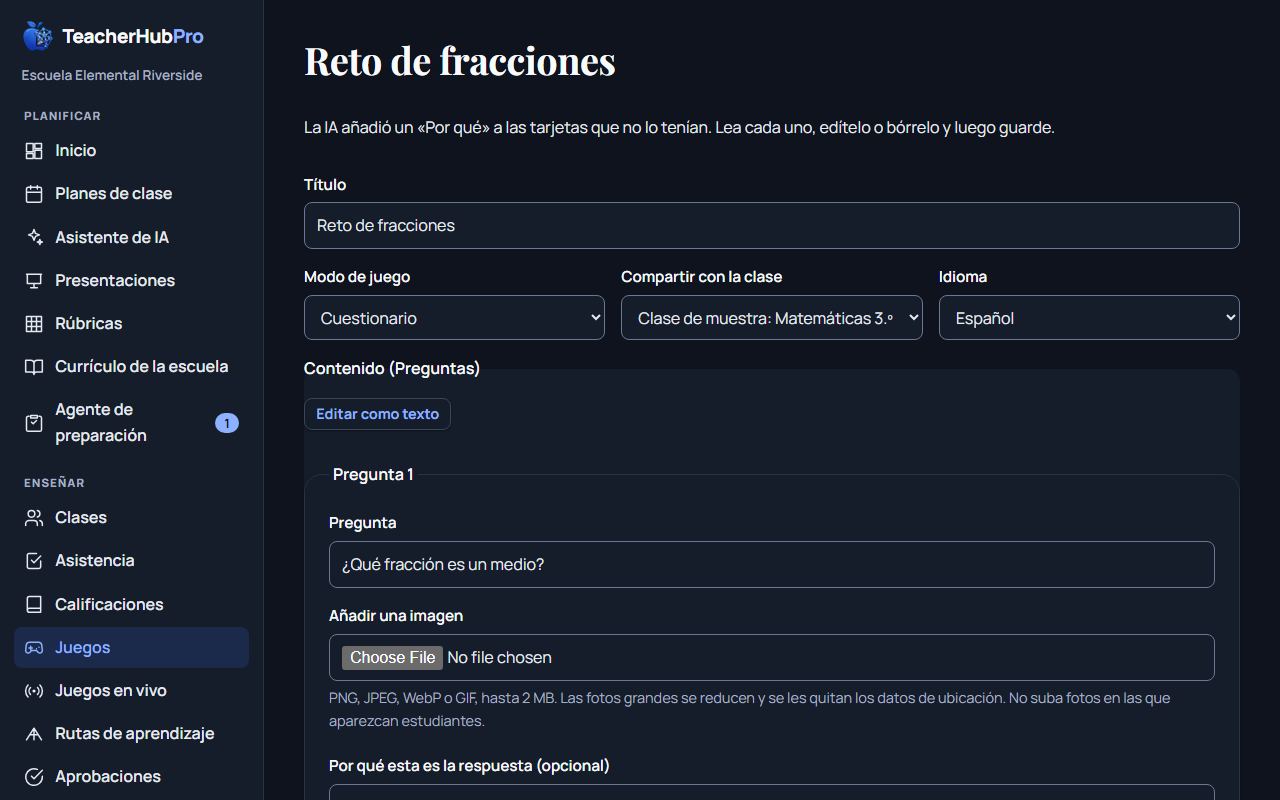 TeacherHubPro
Escuela Elemental Riverside
PLANIFICAR
Inicio
Planes de clase
Asistente de IA
Presentaciones
Rúbricas
Currículo de la escuela
Agente de
preparación
1
ENSEÑAR
Clases
Asistencia
Calificaciones
Juegos
Juegos en vivo
Rutas de aprendizaje
Aprobaciones
Reto de fracciones
La IA añadió un «Por qué» a las tarjetas que no lo tenían. Lea cada uno, edítelo o bórrelo y luego guarde.
Título
Reto de fracciones
Modo de juego
Compartir con la clase
Idioma
Cuestionario
Clase de muestra: Matemáticas 3.º
Español
Contenido (Preguntas)
Editar como texto
Pregunta 1
Pregunta
¿Qué fracción es un medio?
Añadir una imagen
Choose File No file chosen
PNG, JPEG, WebP o GIF, hasta 2 MB. Las fotos grandes se reducen y se les quitan los datos de ubicación. No suba fotos en las que
aparezcan estudiantes.
Por qué esta es la respuesta (opcional)